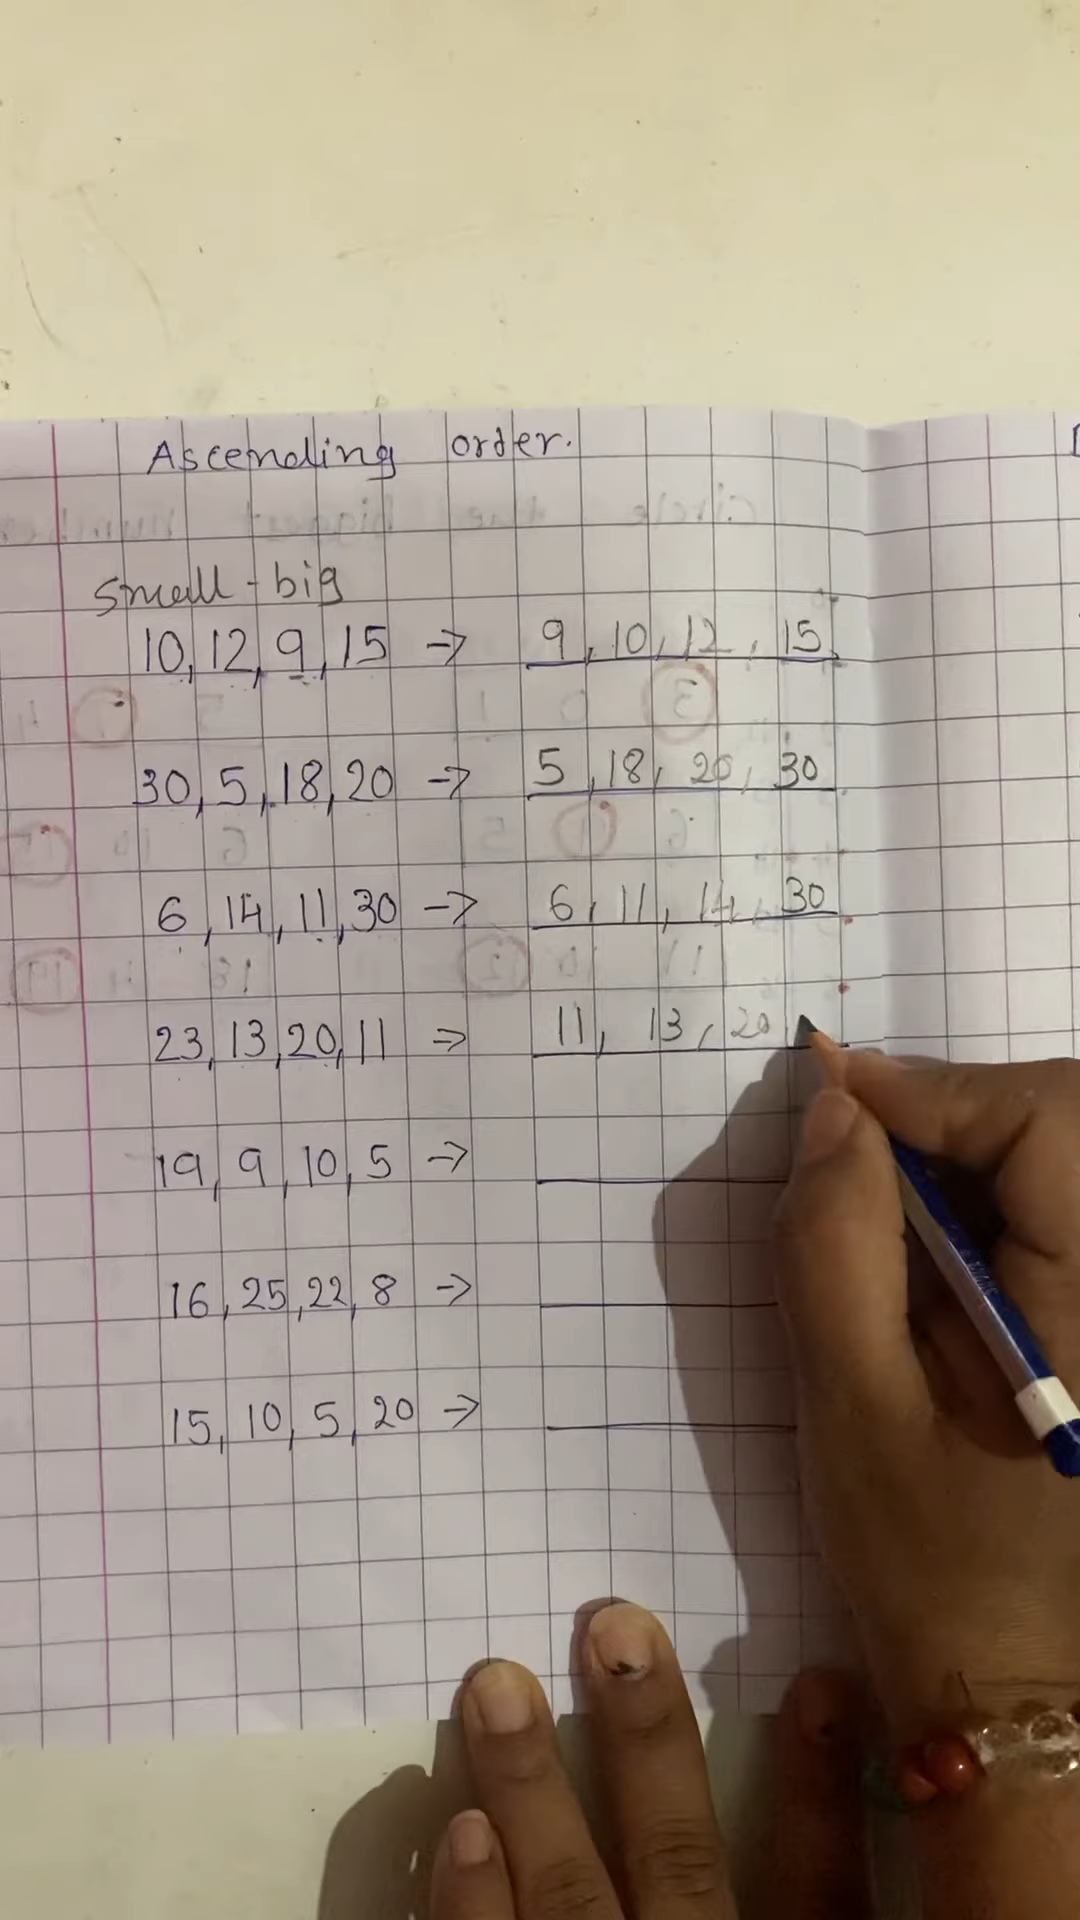 Ascending order.
small - big
10, 12, 9, 15 → 9, 10, 12, 15
30, 5, 18, 20 → 5, 18, 20, 30
6, 14, 11, 30 → 6, 11, 14, 30
23, 13, 20, 11 → 11, 13, 20
19, 9, 10, 5 →
16, 25, 22, 8 →
15, 10, 5, 20 →